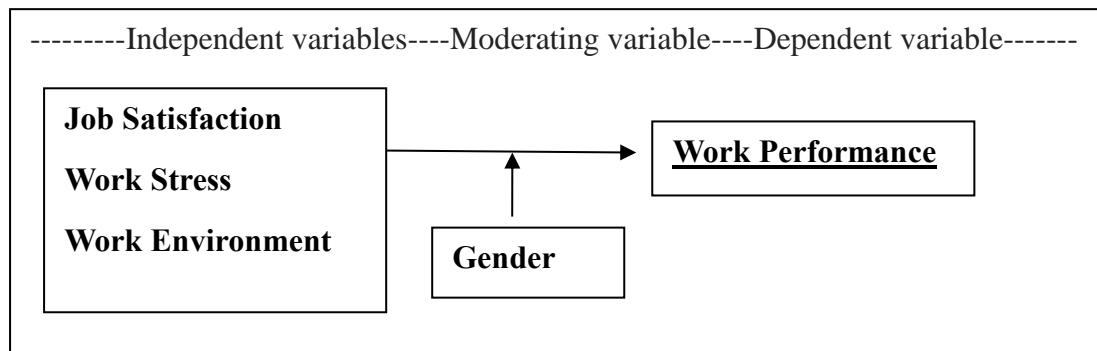 ---------Independent variables----Moderating variable----Dependent variable-------
Job Satisfaction
Work Stress
Work Environment
Work Performance
Gender